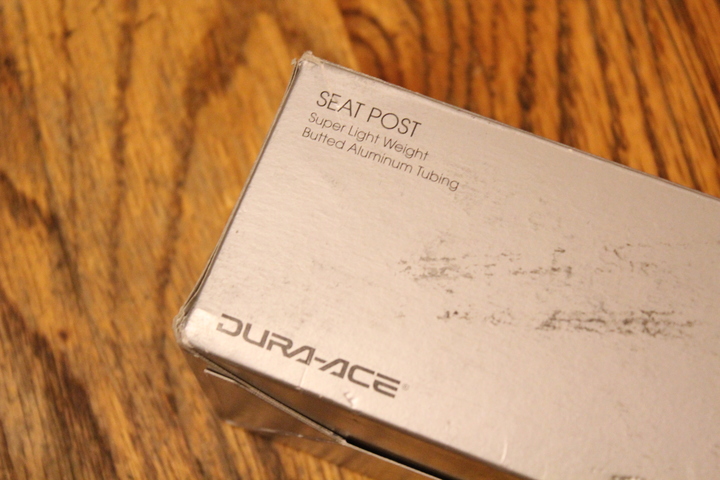 SEAT POST
Super Light Weight
Butted Aluminum Tubing
DURA-ACE®